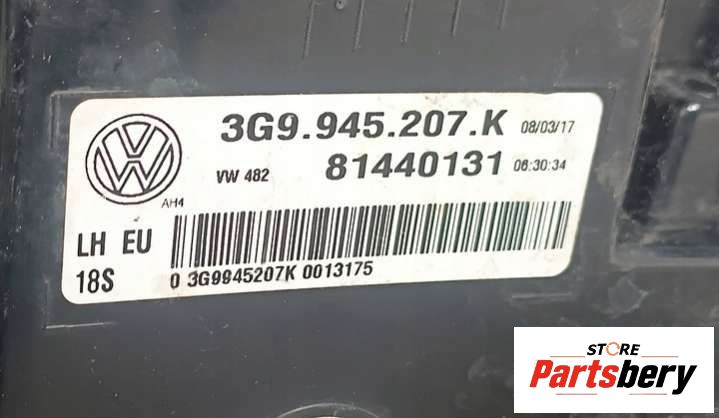 3G9.945.207.K 08/03/17
VW 482 81440131 06:30:34
AH4
LH EU
18S
0 3G9945207K 0013175
STORE
Partsbery